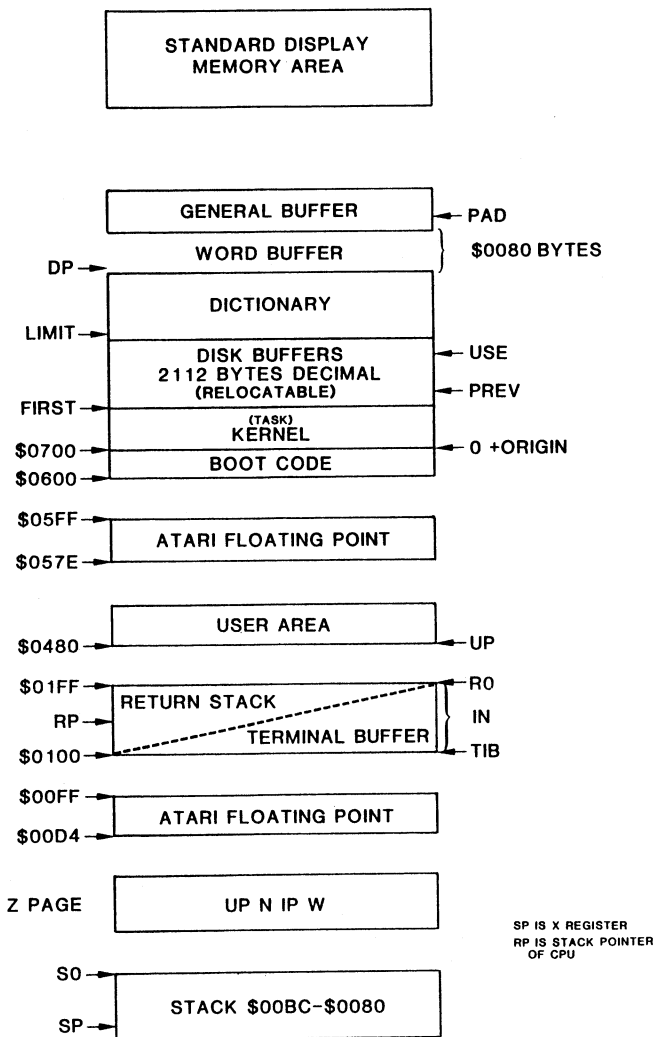 STANDARD DISPLAY
MEMORY AREA
GENERAL BUFFER
PAD
WORD BUFFER
$0080 BYTES
DP
DICTIONARY
LIMIT
DISK BUFFERS
2112 BYTES DECIMAL
(RELOCATABLE)
USE
PREV
FIRST
(TASK)
KERNEL
$0700
0 +ORIGIN
BOOT CODE
$0600
$05FF
ATARI FLOATING POINT
$057E
USER AREA
$0480
UP
$01FF
R0
RETURN STACK
RP
IN
TERMINAL BUFFER
$0100
TIB
$00FF
ATARI FLOATING POINT
$00D4
Z PAGE
UP N IP W
SP IS X REGISTER
RP IS STACK POINTER
OF CPU
S0
STACK $00BC-$0080
SP